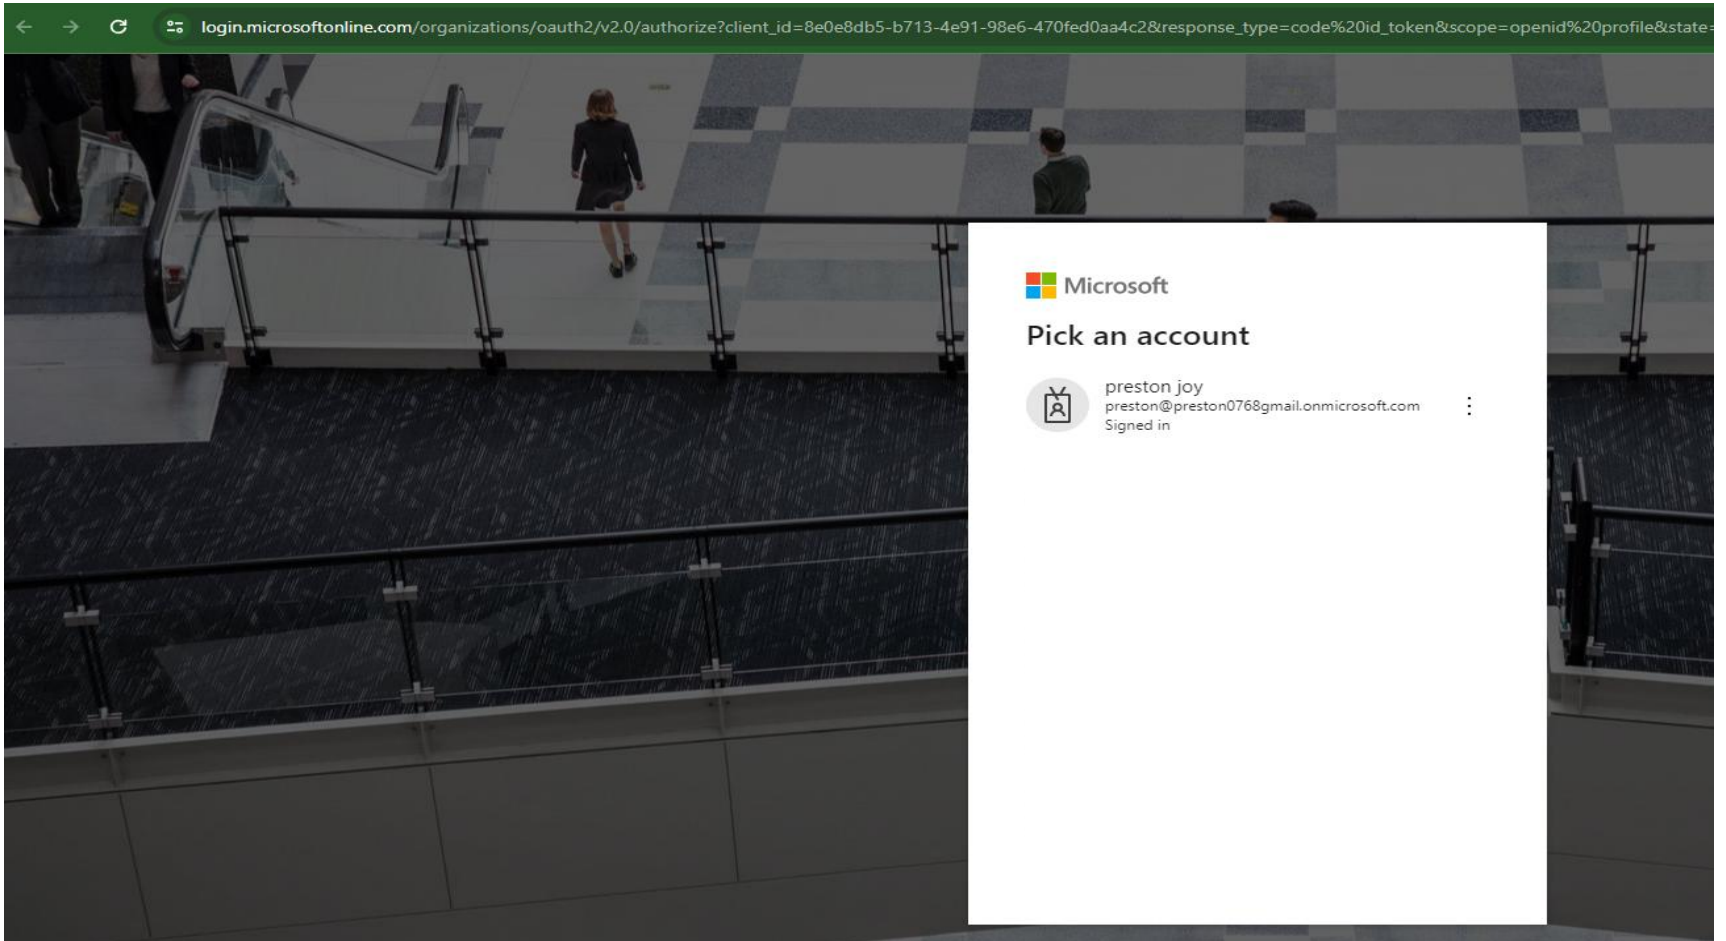 login.microsoftonline.com/organizations/oauth2/v2.0/authorize?client_id=8e0e8db5-b713-4e91-98e6-470fed0aa4c2&response_type=code%20id_token&scope=openid%20profile&state=
Microsoft
Pick an account
preston joy
preston@preston0768gmail.onmicrosoft.com
Signed in